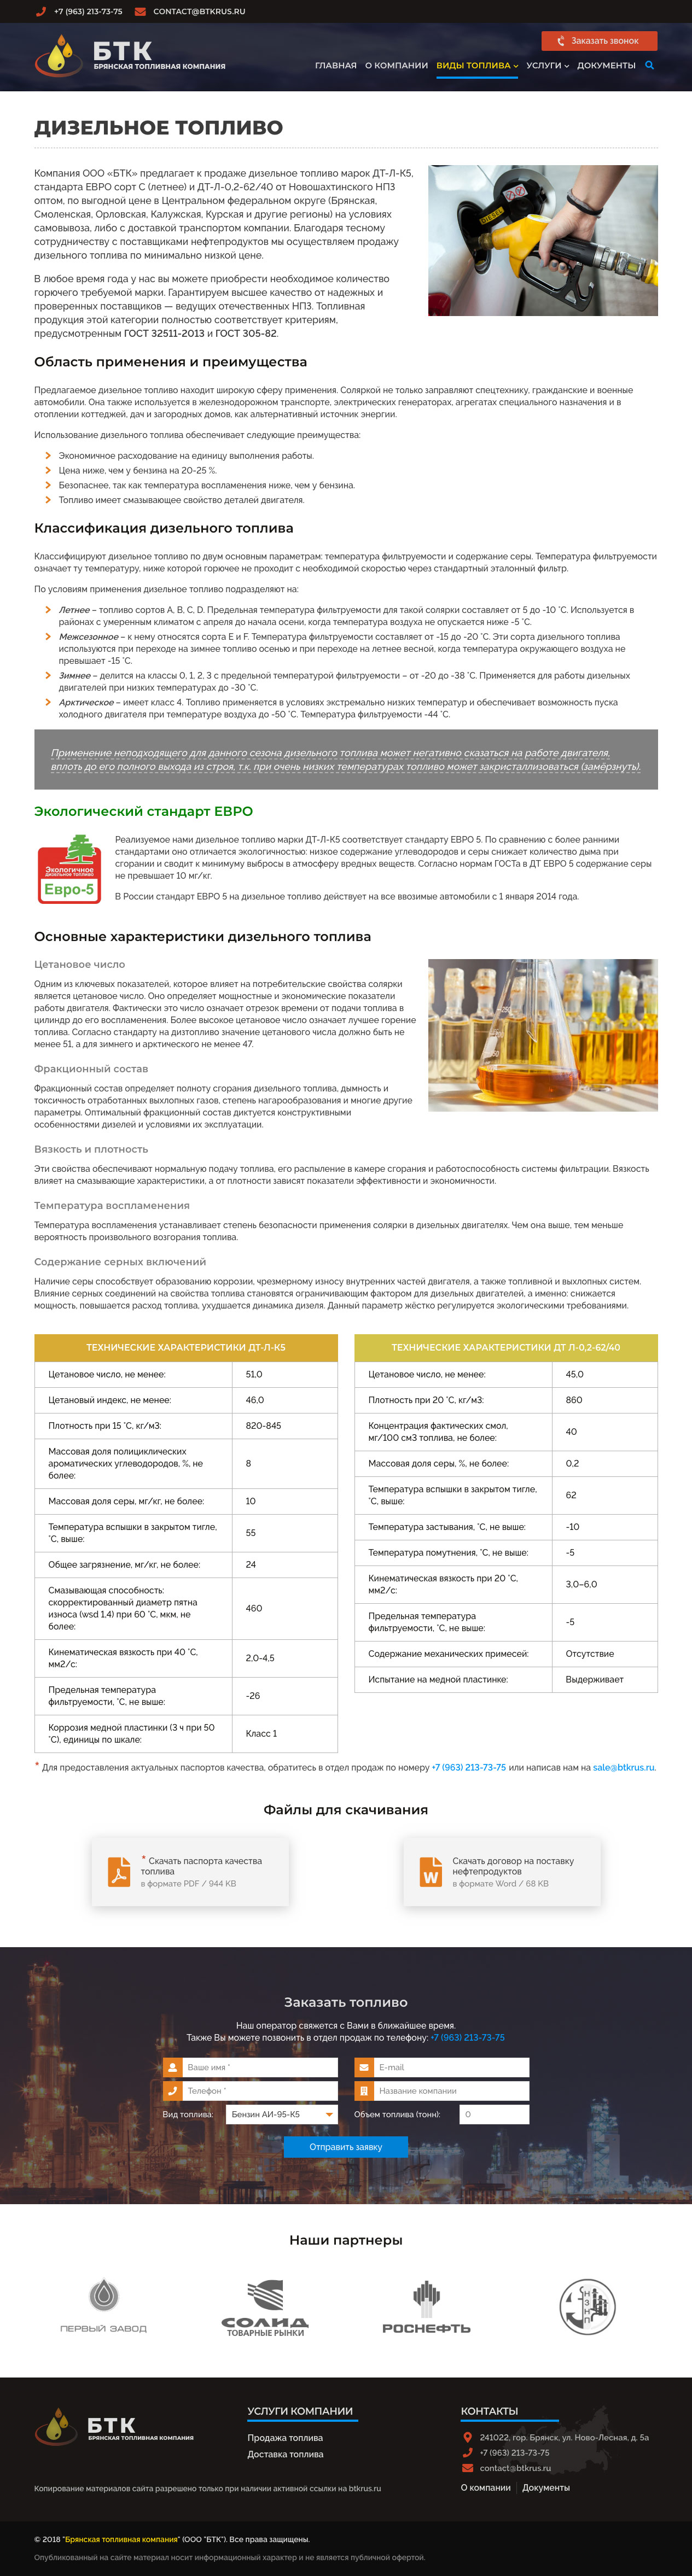 +7 (963) 213-73-75 CONTACT@BTKRUS.RU
Заказать звонок
БТК
БРЯНСКАЯ ТОПЛИВНАЯ КОМПАНИЯ
ГЛАВНАЯ О КОМПАНИИ ВИДЫ ТОПЛИВА УСЛУГИ ДОКУМЕНТЫ
ДИЗЕЛЬНОЕ ТОПЛИВО
Компания ООО «БТК» предлагает к продаже дизельное топливо марок ДТ-Л-К5,
стандарта ЕВРО сорт С (летнее) и ДТ-Л-0,2-62/40 от Новошахтинского НПЗ
оптом, по выгодной цене в Центральном федеральном округе (Брянская,
Смоленская, Орловская, Калужская, Курская и другие регионы) на условиях
самовывоза, либо с доставкой транспортом компании. Благодаря тесному
сотрудничеству с поставщиками нефтепродуктов мы осуществляем продажу
дизельного топлива по минимально низкой цене.
В любое время года у нас вы можете приобрести необходимое количество
горючего требуемой марки. Гарантируем высшее качество от надежных и
проверенных поставщиков — ведущих отечественных НПЗ. Топливная
продукция этой категории полностью соответствует критериям,
предусмотренным ГОСТ 32511-2013 и ГОСТ 305-82.
DIESEL
Область применения и преимущества
Предлагаемое дизельное топливо находит широкую сферу применения. Соляркой не только заправляют спецтехнику, гражданские и военные
автомобили. Она также используется в железнодорожном транспорте, электрических генераторах, агрегатах специального назначения и в
отоплении коттеджей, дач и загородных домов, как альтернативный источник энергии.
Использование дизельного топлива обеспечивает следующие преимущества:
Экономичное расходование на единицу выполнения работы.
Цена ниже, чем у бензина на 20-25 %.
Безопаснее, так как температура воспламенения ниже, чем у бензина.
Топливо имеет смазывающее свойство деталей двигателя.
Классификация дизельного топлива
Классифицируют дизельное топливо по двум основным параметрам: температура фильтруемости и содержание серы. Температура фильтруемости
означает ту температуру, ниже которой горючее не проходит с необходимой скоростью через стандартный эталонный фильтр.
По условиям применения дизельное топливо подразделяют на:
Летнее – топливо сортов A, B, C, D. Предельная температура фильтруемости для такой солярки составляет от 5 до -10 °C. Используется в
районах с умеренным климатом с апреля до начала осени, когда температура воздуха не опускается ниже -5 °C.
Межсезонное – к нему относятся сорта E и F. Температура фильтруемости составляет от -15 до -20 °C. Эти сорта дизельного топлива
используются при переходе на зимнее топливо осенью и при переходе на летнее весной, когда температура окружающего воздуха не
превышает -15 °C.
Зимнее – делится на классы 0, 1, 2, 3 с предельной температурой фильтруемости – от -20 до -38 °C. Применяется для работы дизельных
двигателей при низких температурах до -30 °C.
Арктическое – имеет класс 4. Топливо применяется в условиях экстремально низких температур и обеспечивает возможность пуска
холодного двигателя при температуре воздуха до -50 °C. Температура фильтруемости -44 °C.
Применение неподходящего для данного сезона дизельного топлива может негативно сказаться на работе двигателя,
вплоть до его полного выхода из строя, т.к. при очень низких температурах топливо может закристаллизоваться (замёрзнуть).
Экологический стандарт ЕВРО
Экологичное
дизельное топливо
Евро-5
Реализуемое нами дизельное топливо марки ДТ-Л-К5 соответствует стандарту ЕВРО 5. По сравнению с более ранними
стандартами оно отличается экологичностью: низкое содержание углеводородов и серы снижает количество дыма при
сгорании и сводит к минимуму выбросы в атмосферу вредных веществ. Согласно нормам ГОСТа в ДТ ЕВРО 5 содержание серы
не превышает 10 мг/кг.
В России стандарт ЕВРО 5 на дизельное топливо действует на все ввозимые автомобили с 1 января 2014 года.
Основные характеристики дизельного топлива
Цетановое число
Одним из ключевых показателей, которое влияет на потребительские свойства солярки
является цетановое число. Оно определяет мощностные и экономические показатели
работы двигателя. Фактически это число означает отрезок времени от подачи топлива в
цилиндр до его воспламенения. Более высокое цетановое число означает лучшее горение
топлива. Согласно стандарту на дизтопливо значение цетанового числа должно быть не
менее 51, а для зимнего и арктического не менее 47.
Фракционный состав
Фракционный состав определяет полноту сгорания дизельного топлива, дымность и
токсичность отработанных выхлопных газов, степень нагарообразования и многие другие
параметры. Оптимальный фракционный состав диктуется конструктивными
особенностями дизелей и условиями их эксплуатации.
Вязкость и плотность
Эти свойства обеспечивают нормальную подачу топлива, его распыление в камере сгорания и работоспособность системы фильтрации. Вязкость
влияет на смазывающие характеристики, а от плотности зависят показатели эффективности и экономичности.
Температура воспламенения
Температура воспламенения устанавливает степень безопасности применения солярки в дизельных двигателях. Чем она выше, тем меньше
вероятность произвольного возгорания топлива.
Содержание серных включений
Наличие серы способствует образованию коррозии, чрезмерному износу внутренних частей двигателя, а также топливной и выхлопных систем.
Влияние серных соединений на свойства топлива становятся ограничивающим фактором для дизельных двигателей, а именно: снижается
мощность, повышается расход топлива, ухудшается динамика дизеля. Данный параметр жёстко регулируется экологическими требованиями.
ТЕХНИЧЕСКИЕ ХАРАКТЕРИСТИКИ ДТ-Л-К5
Цетановое число, не менее: 51,0
Цетановый индекс, не менее: 46,0
Плотность при 15 °C, кг/м3: 820-845
Массовая доля полициклических
ароматических углеводородов, %, не
более:
8
Массовая доля серы, мг/кг, не более: 10
Температура вспышки в закрытом тигле,
°C, выше:
55
Общее загрязнение, мг/кг, не более: 24
Смазывающая способность:
скорректированный диаметр пятна
износа (wsd 1,4) при 60 °C, мкм, не
более:
460
Кинематическая вязкость при 40 °C,
мм2/с:
2,0-4,5
Предельная температура
фильтруемости, °C, не выше:
-26
Коррозия медной пластинки (3 ч при 50
°C), единицы по шкале:
Класс 1
ТЕХНИЧЕСКИЕ ХАРАКТЕРИСТИКИ ДТ Л-0,2-62/40
Цетановое число, не менее: 45,0
Плотность при 20 °C, кг/м3: 860
Концентрация фактических смол,
мг/100 см3 топлива, не более:
40
Массовая доля серы, %, не более: 0,2
Температура вспышки в закрытом тигле,
°C, выше:
62
Температура застывания, °C, не выше: -10
Температура помутнения, °C, не выше: -5
Кинематическая вязкость при 20 °C,
мм2/с:
3,0–6,0
Предельная температура
фильтруемости, °C, не выше:
-5
Содержание механических примесей: Отсутствие
Испытание на медной пластинке: Выдерживает
* Для предоставления актуальных паспортов качества, обратитесь в отдел продаж по номеру +7 (963) 213-73-75 или написав нам на sale@btkrus.ru.
Файлы для скачивания
* Скачать паспорта качества
топлива
в формате PDF / 944 KB
Скачать договор на поставку
нефтепродуктов
в формате Word / 68 KB
Заказать топливо
Наш оператор свяжется с Вами в ближайшее время.
Также Вы можете позвонить в отдел продаж по телефону: +7 (963) 213-73-75
Ваше имя * E-mail
Телефон * Название компании
Вид топлива: Бензин АИ-95-К5 Объем топлива (тонн): 0
Отправить заявку
Наши партнеры
ПЕРВЫЙ ЗАВОД
СОЛИД
ТОВАРНЫЕ РЫНКИ
РОСНЕФТЬ
НЗНП
БТК
БРЯНСКАЯ ТОПЛИВНАЯ КОМПАНИЯ
УСЛУГИ КОМПАНИИ
Продажа топлива
Доставка топлива
КОНТАКТЫ
241022, гор. Брянск, ул. Ново-Лесная, д. 5а
+7 (963) 213-73-75
contact@btkrus.ru
О компании Документы
Копирование материалов сайта разрешено только при наличии активной ссылки на btkrus.ru
© 2018 "Брянская топливная компания" (ООО "БТК"). Все права защищены.
Опубликованный на сайте материал носит информационный характер и не является публичной офертой.